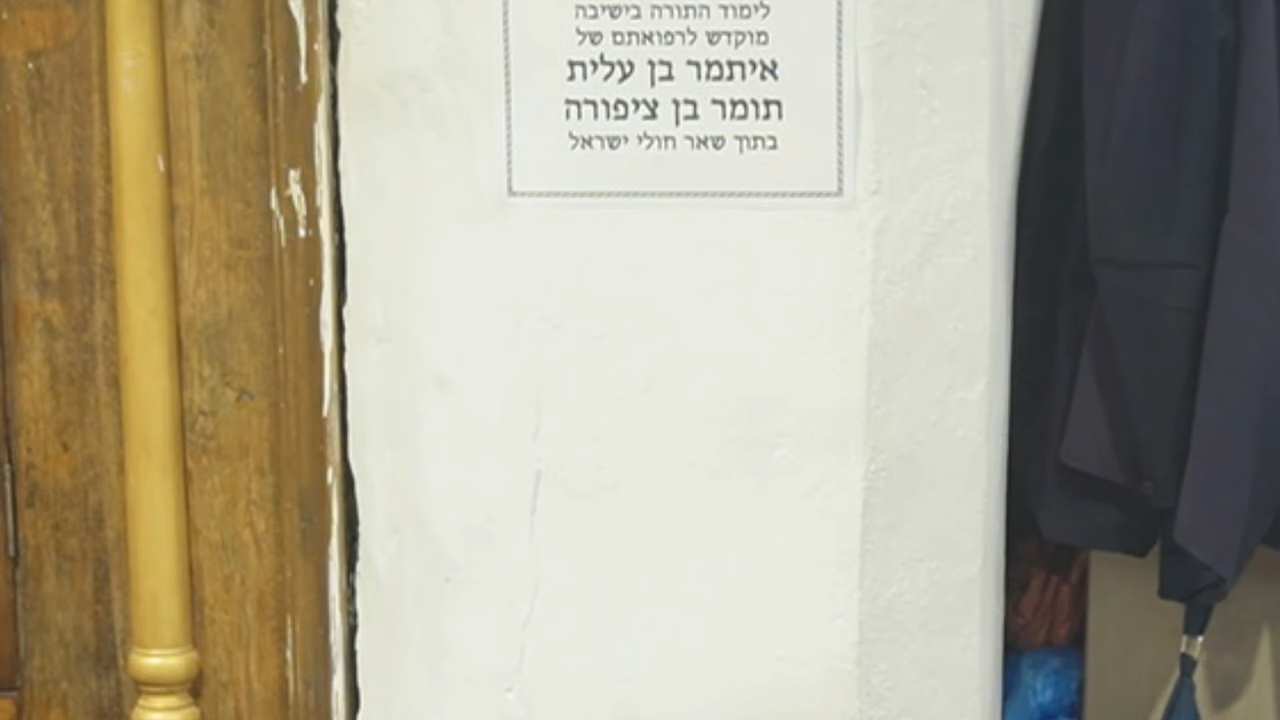 לימוד התורה בישיבה
מוקדש לרפואתם של
איתמר בן עלית
תומר בן ציפורה
בתוך שאר חולי ישראל